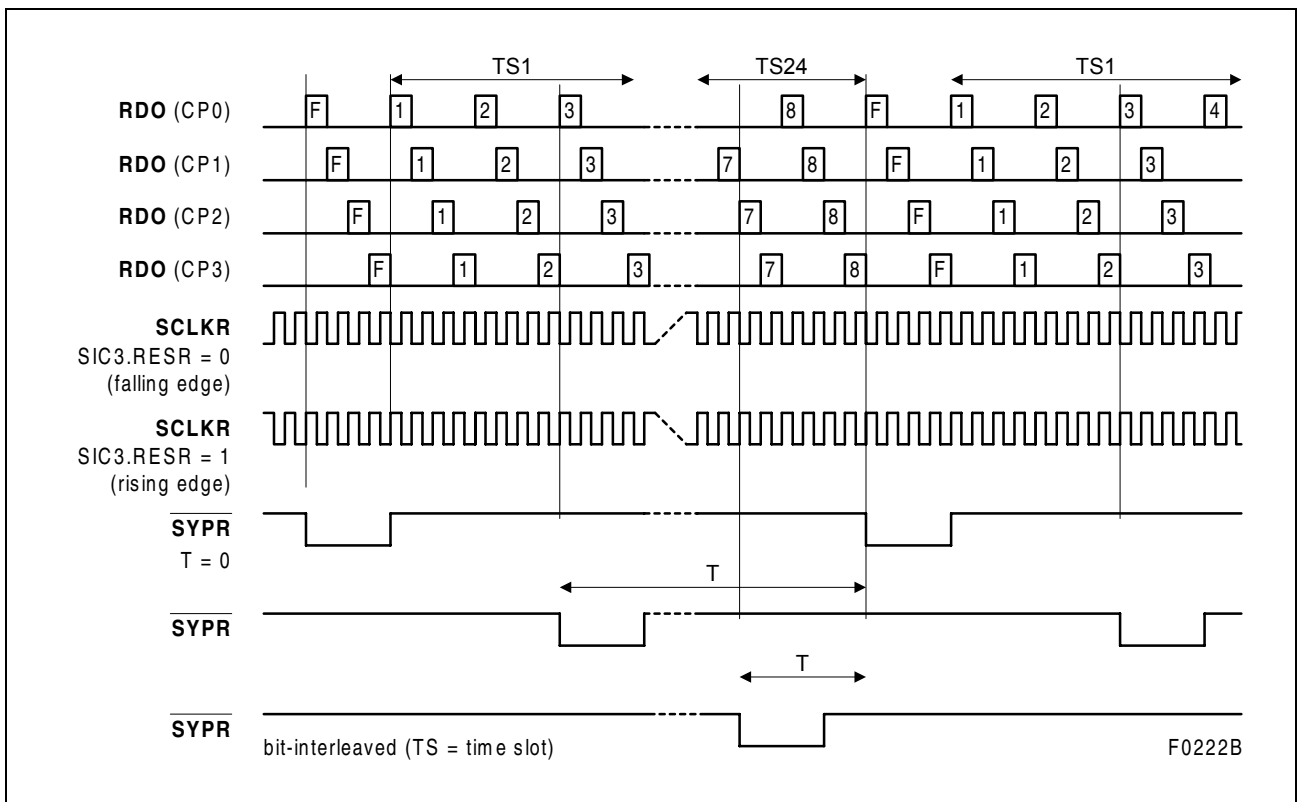 TS1 TS24 TS1
RDO (CP0) F 1 2 3 8 F 1 2 3 4
RDO (CP1) F 1 2 3 7 8 F 1 2 3
RDO (CP2) F 1 2 3 7 8 F 1 2 3
RDO (CP3) F 1 2 3 7 8 F 1 2 3
SCLKR
SIC3.RESR = 0
(falling edge)
SCLKR
SIC3.RESR = 1
(rising edge)
SYPR
T = 0
T
SYPR
T
SYPR
bit-interleaved (TS = time slot) F0222B